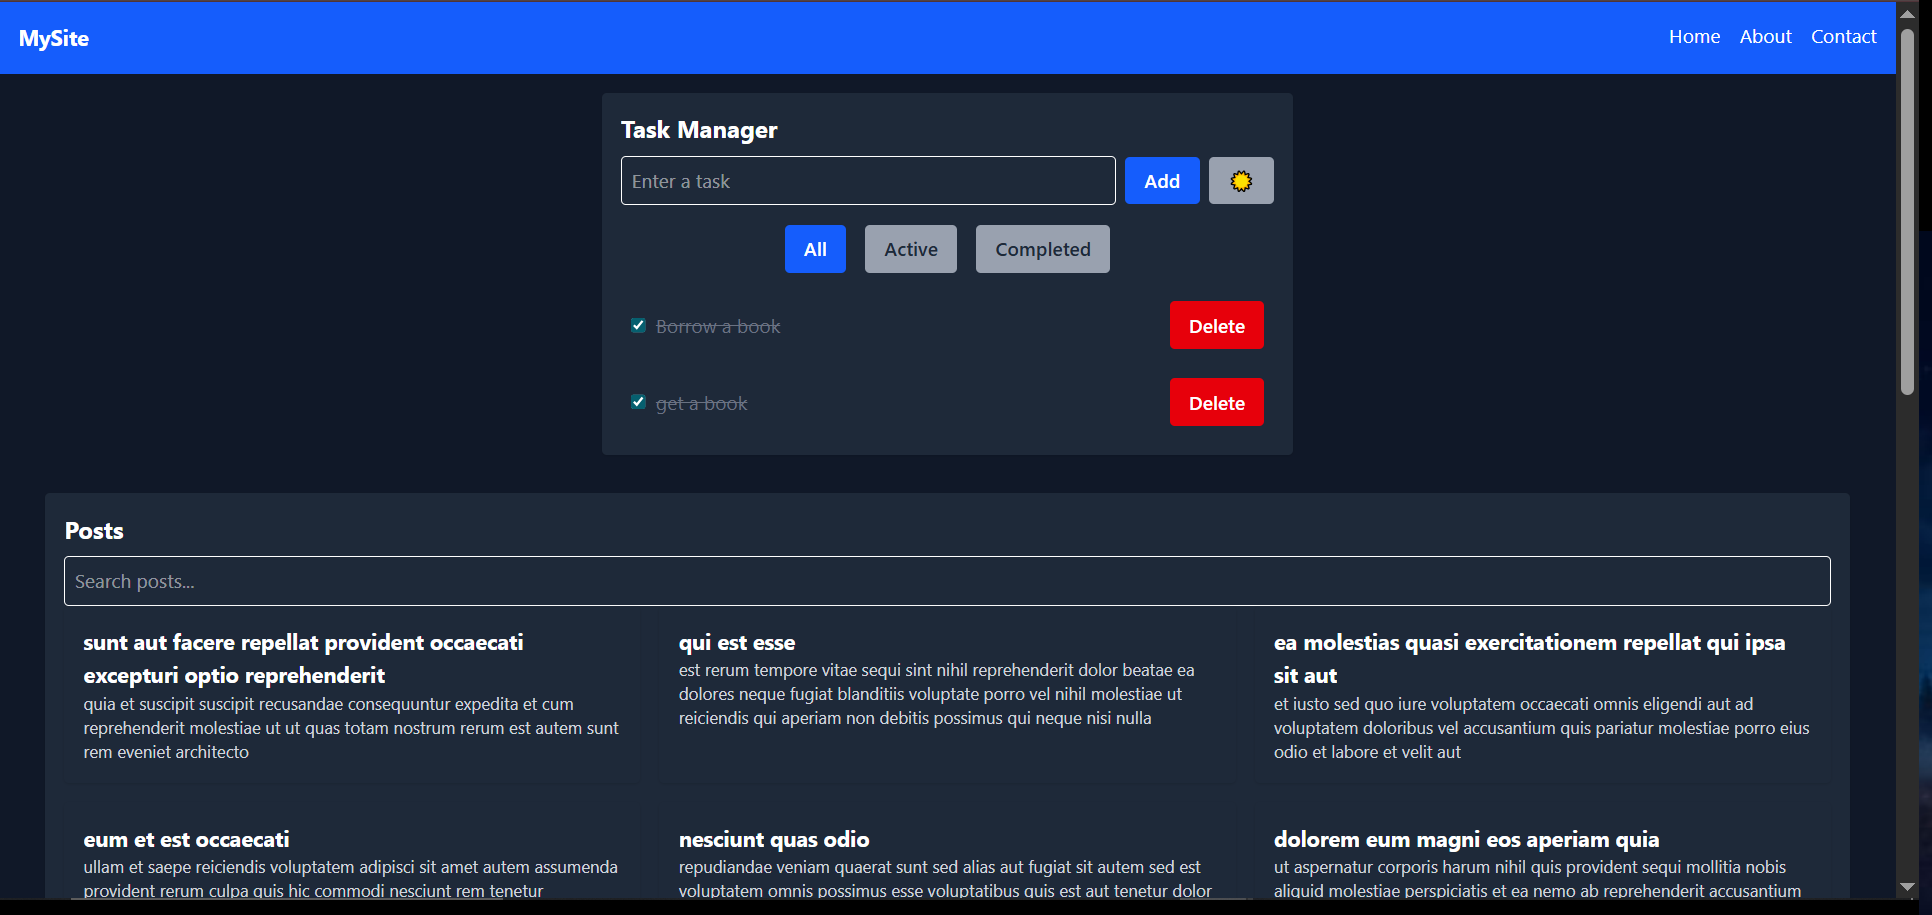 MySite
Home About Contact
Task Manager
Enter a task
Add
All Active Completed
Borrow a book
Delete
get a book
Delete
Posts
Search posts...
sunt aut facere repellat provident occaecati
excepturi optio reprehenderit
quia et suscipit suscipit recusandae consequuntur expedita et cum
reprehenderit molestiae ut ut quas totam nostrum rerum est autem sunt
rem eveniet architecto
qui est esse
est rerum tempore vitae sequi sint nihil reprehenderit dolor beatae ea
dolores neque fugiat blanditiis voluptate porro vel nihil molestiae ut
reiciendis qui aperiam non debitis possimus qui neque nisi nulla
ea molestias quasi exercitationem repellat qui ipsa
sit aut
et iusto sed quo iure voluptatem occaecati omnis eligendi aut ad
voluptatem doloribus vel accusantium quis pariatur molestiae porro eius
odio et labore et velit aut
eum et est occaecati
ullam et saepe reiciendis voluptatem adipisci sit amet autem assumenda
provident rerum culpa quis hic commodi nesciunt rem tenetur
nesciunt quas odio
repudiandae veniam quaerat sunt sed alias aut fugiat sit autem sed est
voluptatem omnis possimus esse voluptatibus quis est aut tenetur dolor
dolorem eum magni eos aperiam quia
ut aspernatur corporis harum nihil quis provident sequi mollitia nobis
aliquid molestiae perspiciatis et ea nemo ab reprehenderit accusantium